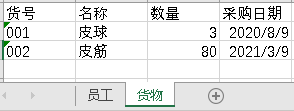 货号 名称 数量 采购日期
001 皮球 3 2020/8/9
002 皮筋 80 2021/3/9
员工 货物